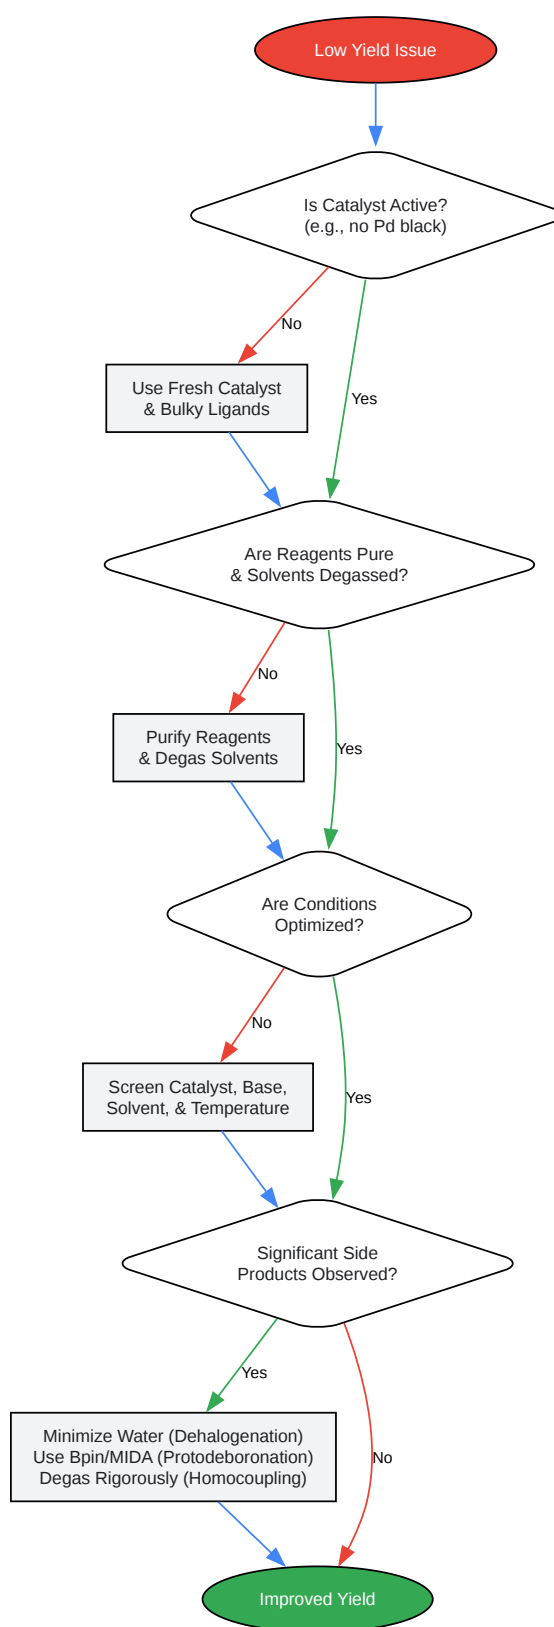 Low Yield Issue
Is Catalyst Active?
(e.g., no Pd black)
No
Yes
Use Fresh Catalyst
& Bulky Ligands
Are Reagents Pure
& Solvents Degassed?
No
Yes
Purify Reagents
& Degas Solvents
Are Conditions
Optimized?
No
Yes
Screen Catalyst, Base,
Solvent, & Temperature
Significant Side
Products Observed?
Yes
No
Minimize Water (Dehalogenation)
Use Bpin/MIDA (Protodeboronation)
Degas Rigorously (Homocoupling)
Improved Yield